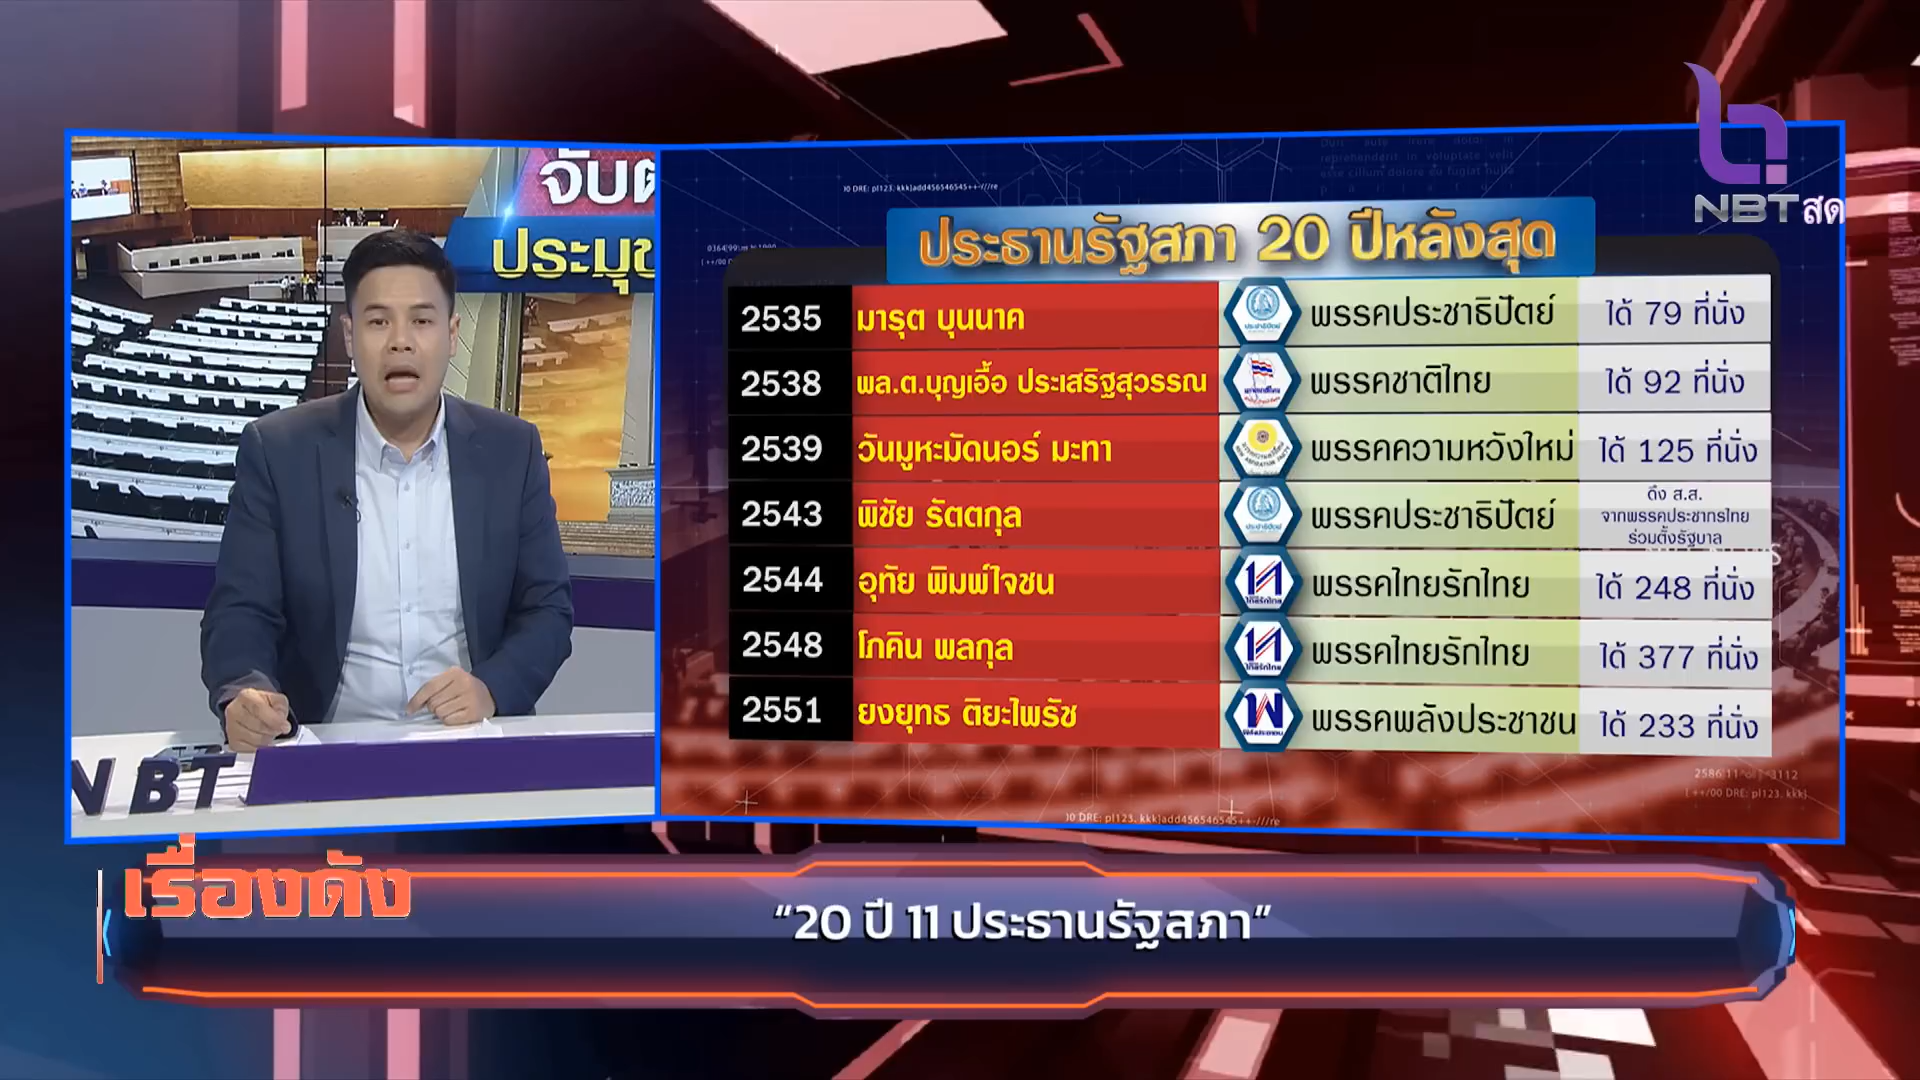 NBT สด
จับต
ประมุข
ประธานรัฐสภา 20 ปีหลังสุด
2535 มารุต บุนนาค พรรคประชาธิปัตย์ ได้ 79 ที่นั่ง
2538 พล.ต.บุญเอื้อ ประเสริฐสุวรรณ พรรคชาติไทย ได้ 92 ที่นั่ง
2539 วันมูหะมัดนอร์ มะทา พรรคความหวังใหม่ ได้ 125 ที่นั่ง
2543 พิชัย รัตตกุล พรรคประชาธิปัตย์ ดึง ส.ส.
จากพรรคประชากรไทย
ร่วมตั้งรัฐบาล
2544 อุทัย พิมพ์ใจชน พรรคไทยรักไทย ได้ 248 ที่นั่ง
2548 โภคิน พลกุล พรรคไทยรักไทย ได้ 377 ที่นั่ง
2551 ยงยุทธ ติยะไพรัช พรรคพลังประชาชน ได้ 233 ที่นั่ง
NBT
เรื่องดัง
“20 ปี 11 ประธานรัฐสภา“